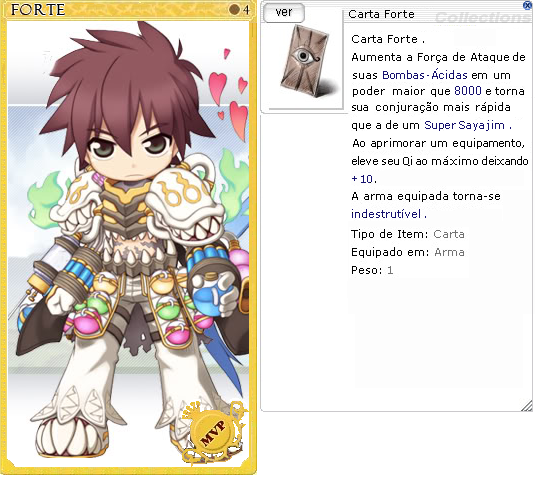 FORTE
4
MVP
ver
Carta Forte
Collections
Carta Forte .
Aumenta a Força de Ataque de
suas Bombas-Ácidas em um
poder maior que 8000 e torna
sua conjuração mais rápida
que a de um Super Sayajim .
Ao aprimorar um equipamento,
eleve seu Qi ao máximo deixando
+10.
A arma equipada torna-se
indestrutível .
Tipo de Item: Carta
Equipado em: Arma
Peso: 1